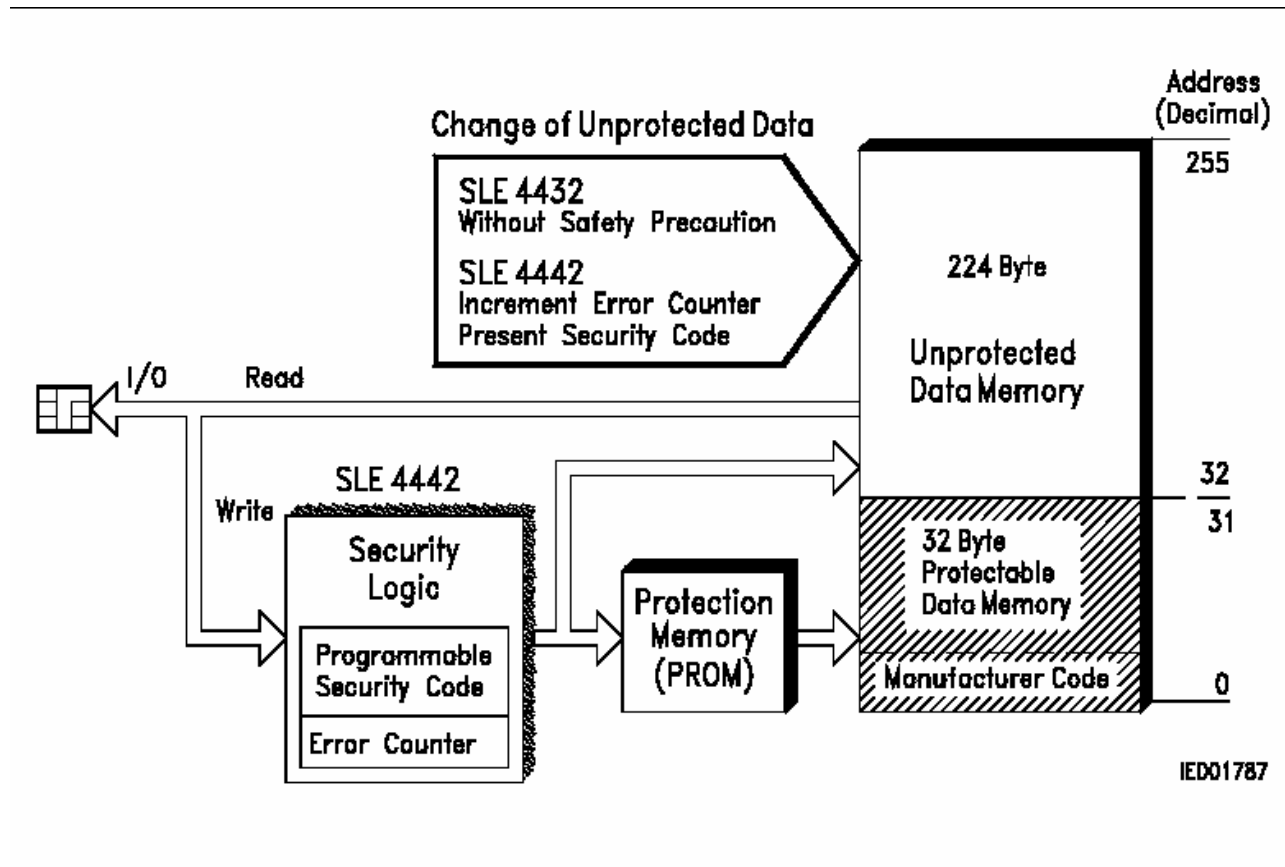 Address
(Decimal)
Change of Unprotected Data
255
SLE 4432
Without Safety Precaution
SLE 4442
Increment Error Counter
Present Security Code
224 Byte
Unprotected
Data Memory
I/O
Read
32
31
SLE 4442
Write
Security
Logic
Programmable
Security Code
Error Counter
Protection
Memory
(PROM)
32 Byte
Protectable
Data Memory
Manufacturer Code
0
IED01787